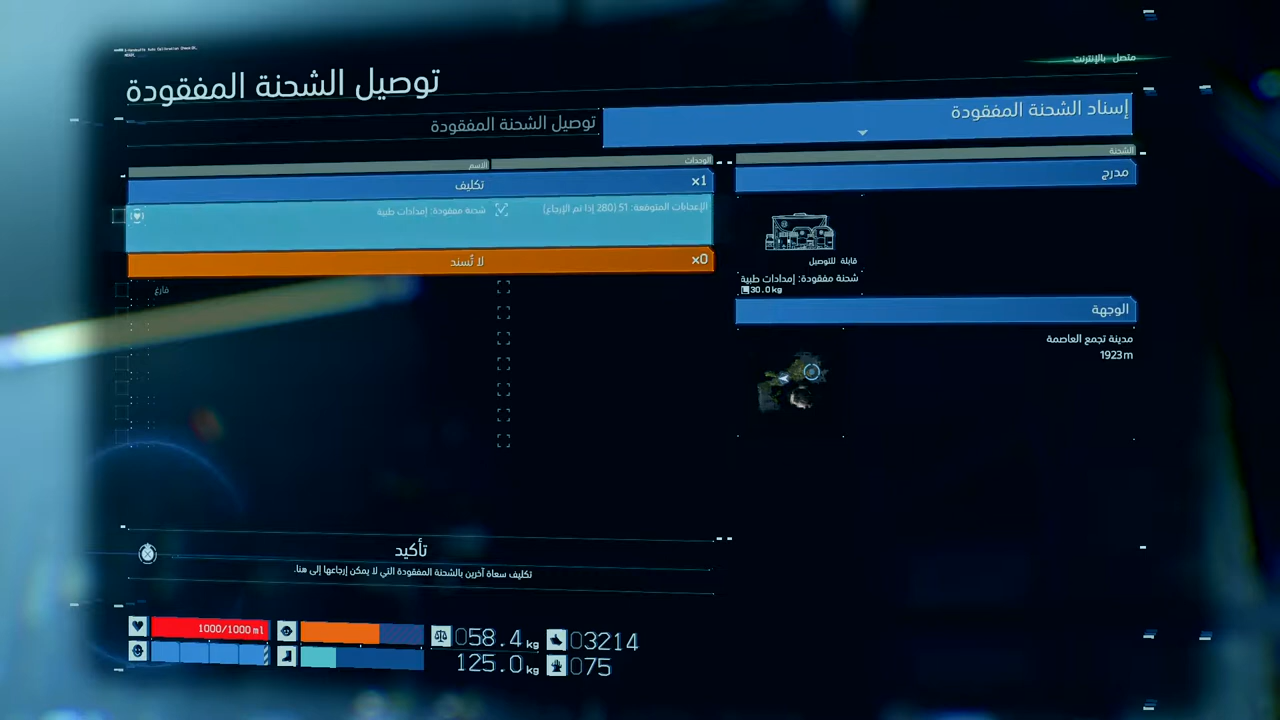 متصل بالإنترنت
توصيل الشحنة المفقودة
إسناد الشحنة المفقودة
توصيل الشحنة المفقودة
الشحنة
مدرج
قابلة للتوصيل
شحنة مفقودة: إمدادات طبية
30.0kg
الوجهة
مدينة تجمع العاصمة
1923m
الوحدات
الاسم
x1
تكليف
الإعجابات المتوقعة: 51 (280 إذا تم الإرجاع)
شحنة مفقودة: إمدادات طبية
x0
لا تُسند
فارغ
تأكيد
تكليف سعاة آخرين بالشحنة المفقودة التي لا يمكن إرجاعها إلى هنا.
1000/1000 ml
058.4 kg
03214
125.0 kg
075